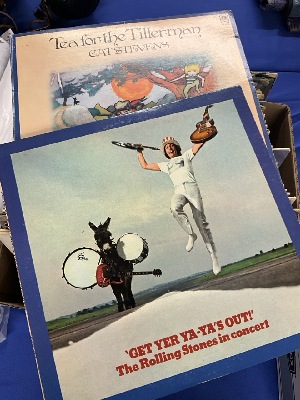 Tea for the Tillerman
CAT STEVENS
'GET YER YA-YA'S OUT!'
The Rolling Stones in concert